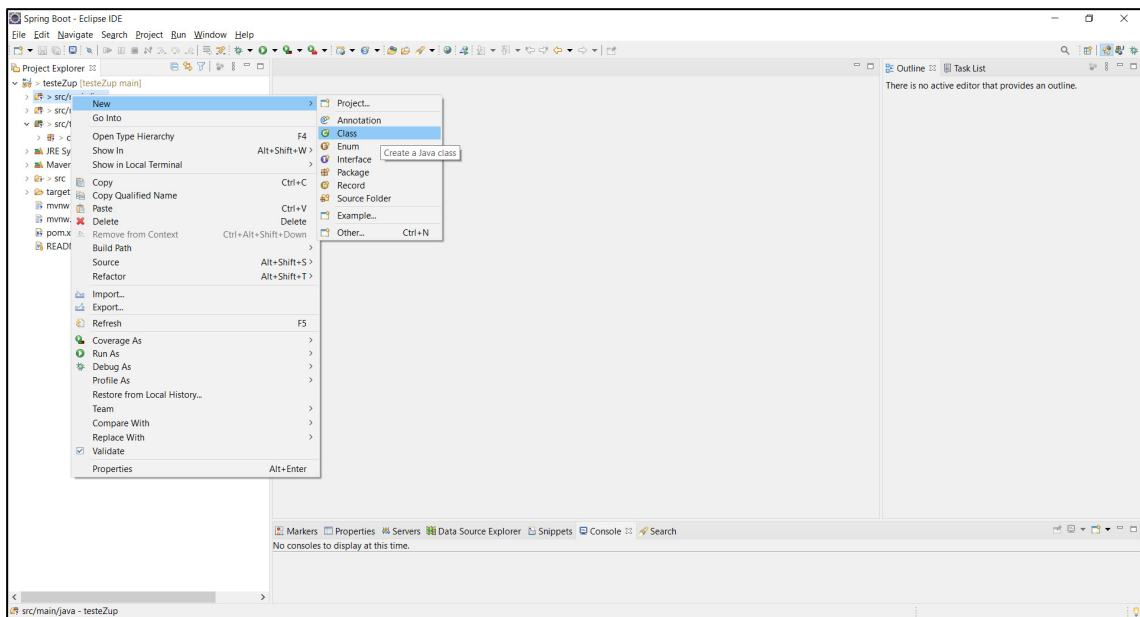 Spring Boot - Eclipse IDE
File Edit Navigate Search Project Run Window Help
Project Explorer
> testeZup [testeZup main]
> src/
> src/
> src/
> c
JRE Sy
Maven
> src
target
mvnw
mvnw.
pom.x
READ
New
Go Into
Open Type Hierarchy F4
Show In Alt+Shift+W >
Show in Local Terminal
Copy Ctrl+C
Copy Qualified Name
Paste Ctrl+V
Delete Delete
Remove from Context Ctrl+Alt+Shift+Down
Build Path
Source Alt+Shift+S >
Refactor Alt+Shift+T >
Import...
Export...
Refresh F5
Coverage As
Run As
Debug As
Profile As
Restore from Local History...
Team
Compare With
Replace With
Validate
Properties Alt+Enter
Project...
Annotation
Class
Enum
Interface
Package
Record
Source Folder
Example...
Other... Ctrl+N
Create a Java class
Outline Task List
There is no active editor that provides an outline.
Markers Properties Servers Data Source Explorer Snippets Console Search
No consoles to display at this time.
src/main/java - testeZup